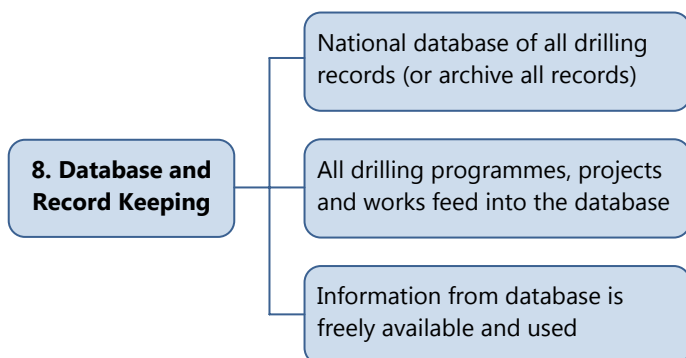 National database of all drilling
records (or archive all records)
8. Database and
Record Keeping
All drilling programmes, projects
and works feed into the database
Information from database is
freely available and used